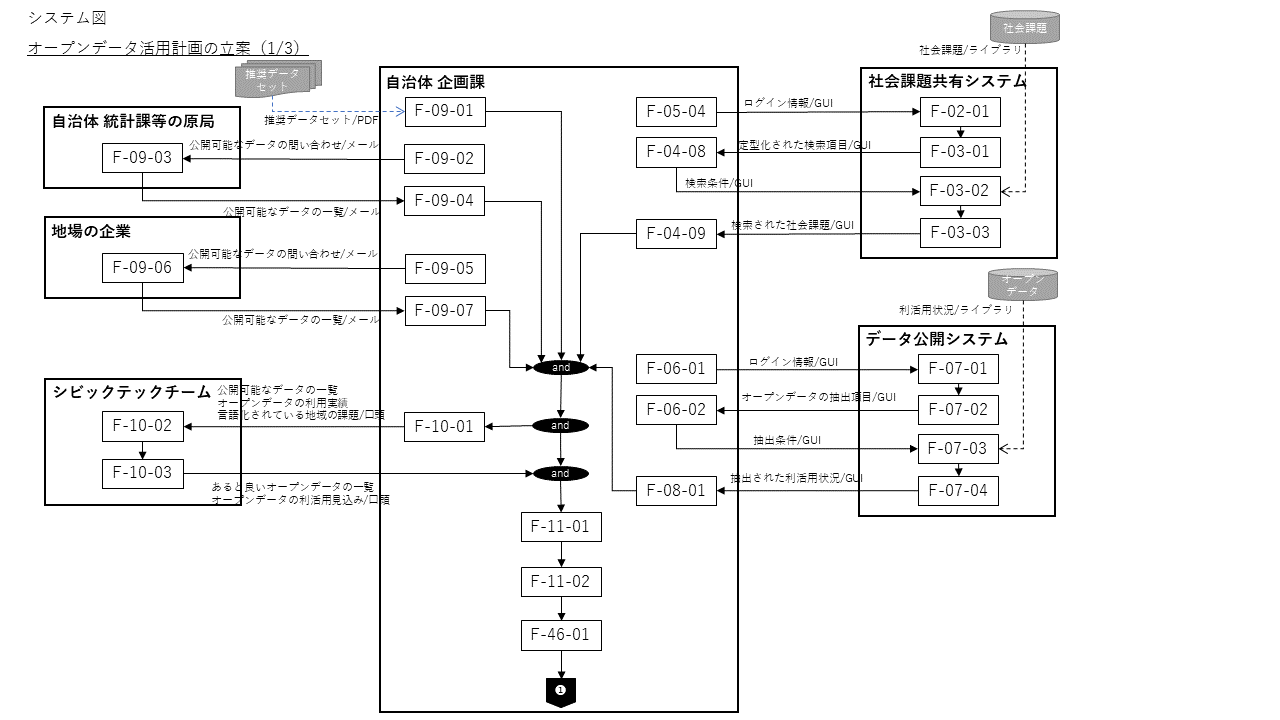 システム図
オープンデータ活用計画の立案（1/3）
推奨データ
セット
推奨データセット/PDF
自治体 統計課等の原局
F-09-03
公開可能なデータの問い合わせ/メール
公開可能なデータの一覧/メール
地場の企業
F-09-06
公開可能なデータの問い合わせ/メール
公開可能なデータの一覧/メール
シビックテックチーム
F-10-02
F-10-03
公開可能なデータの一覧
オープンデータの利用実績
言語化されている地域の課題/口頭
あると良いオープンデータの一覧
オープンデータの利活用見込み/口頭
自治体 企画課
F-09-01
F-09-02
F-09-04
F-09-05
F-09-07
and
F-10-01
and
and
F-11-01
F-11-02
F-46-01
❶
F-05-04
F-04-08
F-04-09
F-06-01
F-06-02
F-08-01
ログイン情報/GUI
定型化された検索項目/GUI
検索条件/GUI
検索された社会課題/GUI
社会課題
社会課題/ライブラリ
社会課題共有システム
F-02-01
F-03-01
F-03-02
F-03-03
オープン
データ
利活用状況/ライブラリ
データ公開システム
ログイン情報/GUI
オープンデータの抽出項目/GUI
抽出条件/GUI
抽出された利活用状況/GUI
F-07-01
F-07-02
F-07-03
F-07-04